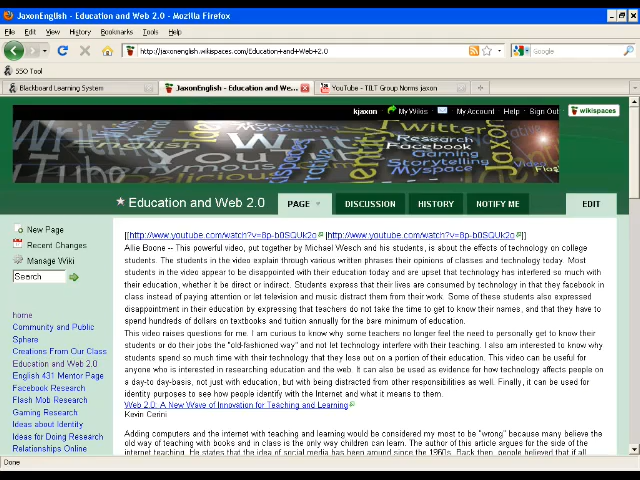 JaxonEnglish - Education and Web 2.0 - Mozilla Firefox
File Edit View History Bookmarks Tools Help
http://jaxonenglish.wikispaces.com/Education+and+Web+2.0
Google
SSO Tool
Blackboard Learning System
JaxonEnglish - Education and We...
YouTube - TILT Group Norms jaxon
kjaxon My Wikis My Account Help Sign Out
wikispaces
Twitter
Research
Facebook
Gaming
Storytelling
Myspace
You
Tube
Education and Web 2.0
PAGE DISCUSSION HISTORY NOTIFY ME EDIT
New Page
Recent Changes
Manage Wiki
Search
home
Community and Public
Sphere
Creations From Our Class
Education and Web 2.0
English 431 Mentor Page
Facebook Research
Flash Mob Research
Gaming Research
Ideas about Identity
Ideas for Doing Research
Relationships Online
[[http://www.youtube.com/watch?v=8p-b0SQUk2o |http://www.youtube.com/watch?v=8p-b0SQUk2o]]
Allie Boone -- This powerful video, put together by Michael Wesch and his students, is about the effects of technology on college
students. The students in the video explain through various written phrases their opinions of classes and technology today. Most
students in the video appear to be disappointed with their education today and are upset that technology has interfered so much with
their education, whether it be direct or indirect. Students express that their lives are consumed by technology in that they facebook in
class instead of paying attention or let television and music distract them from their work. Some of these students also expressed
disappointment in their education by expressing that teachers do not take the time to get to know their names, and that they have to
spend hundreds of dollars on textbooks and tuition annually for the bare minimum of education.
This video raises questions for me. I am curious to know why some teachers no longer feel the need to personally get to know their
students or do their jobs the "old-fashioned way" and not let technology interfere with their teaching. I also am interested to know why
students spend so much time with their technology that they lose out on a portion of their education. This video can be useful for
anyone who is interested in researching education and the web. It can also be used as evidence for how technology affects people on
a day-to-day-basis, not just with education, but with being distracted from other responsibilities as well. Finally, it can be used for
identity purposes to see how people identify with the Internet and what it means to them.
Web 2.0: A New Wave of Innovation for Teaching and Learning
Kevin Cerini
Adding computers and the internet with teaching and learning would be considered my most to be "wrong" because many believe the
old way of teaching with books and in class is the only way children can learn. The author of this article argues for the side of the
internet teaching. He states that the idea of social media has been around since the 1960s. Back then, people believed that if all
Done